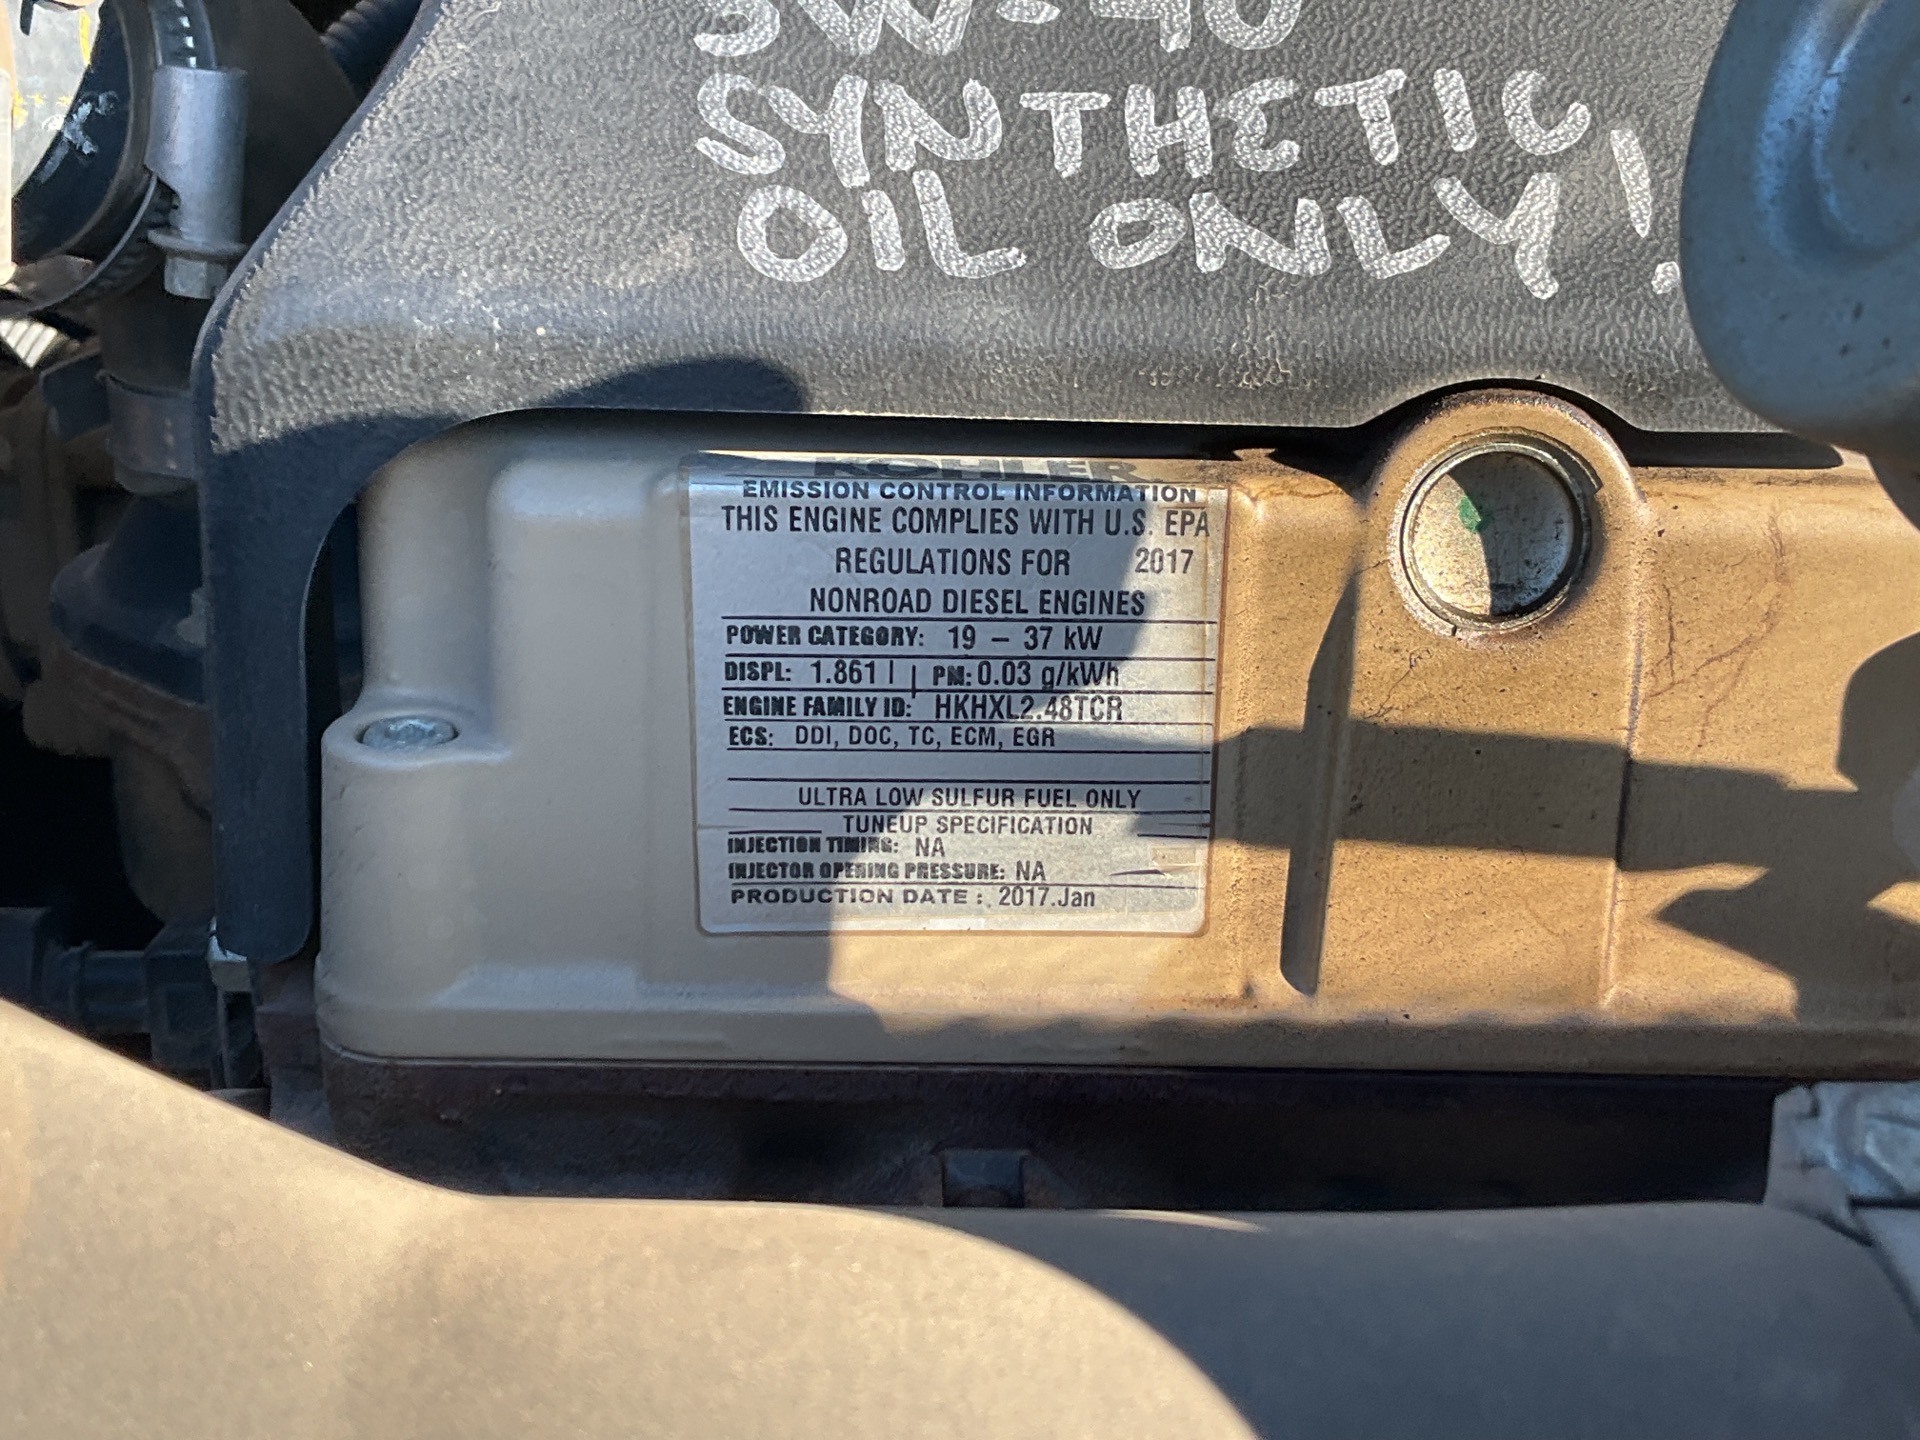 5W-40
SYNTHETIC
OIL ONLY!
KOHLER
EMISSION CONTROL INFORMATION
THIS ENGINE COMPLIES WITH U.S. EPA
REGULATIONS FOR 2017
NONROAD DIESEL ENGINES
POWER CATEGORY: 19 – 37 kW
DISPL: 1.861 l | PM: 0.03 g/kWh
ENGINE FAMILY ID: HKHXL2.48TCR
ECS: DDI, DOC, TC, ECM, EGR
ULTRA LOW SULFUR FUEL ONLY
TUNEUP SPECIFICATION
INJECTION TIMING: NA
INJECTOR OPENING PRESSURE: NA
PRODUCTION DATE : 2017.Jan